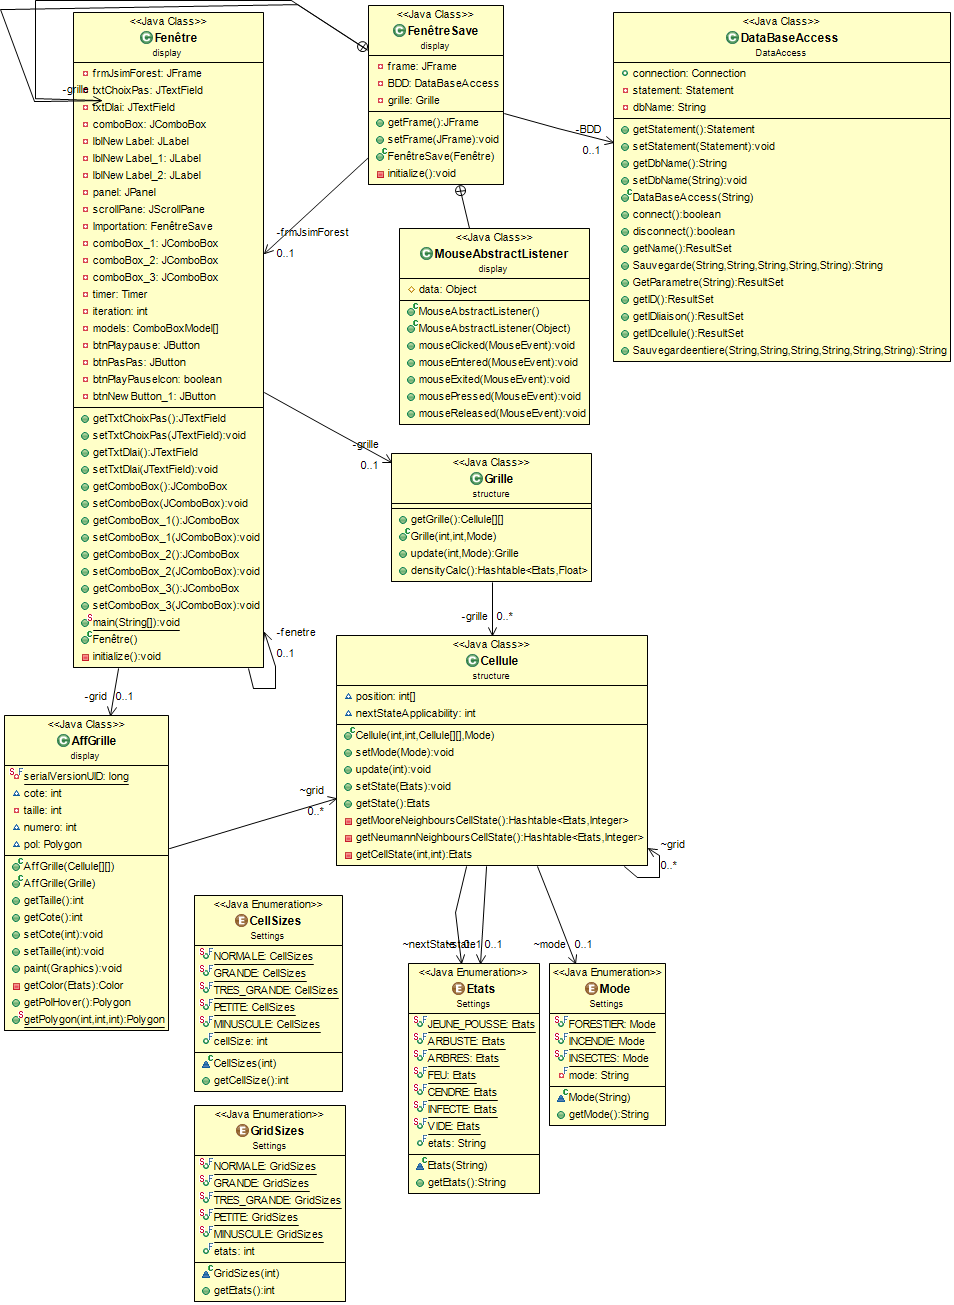 <<Java Class>>
Fenêtre
display
frmJsimForest: JFrame
txtChoixPas: JTextField
txtDlai: JTextField
comboBox: JComboBox
lblNew Label: JLabel
lblNew Label_1: JLabel
lblNew Label_2: JLabel
panel: JPanel
scrollPane: JScrollPane
Importation: FenêtreSave
comboBox_1: JComboBox
comboBox_2: JComboBox
comboBox_3: JComboBox
timer: Timer
iteration: int
models: ComboBoxModel[]
btnPlaypause: JButton
btnPasPas: JButton
btnPlayPauseIcon: boolean
btnNew Button_1: JButton
getTxtChoixPas():JTextField
setTxtChoixPas(JTextField):void
getTxtDlai():JTextField
setTxtDlai(JTextField):void
getComboBox():JComboBox
setComboBox(JComboBox):void
getComboBox_1():JComboBox
setComboBox_1(JComboBox):void
getComboBox_2():JComboBox
setComboBox_2(JComboBox):void
getComboBox_3():JComboBox
setComboBox_3(JComboBox):void
main(String[]):void
Fenêtre()
initialize():void
-grille
<<Java Class>>
FenêtreSave
display
frame: JFrame
BDD: DataBaseAccess
grille: Grille
getFrame():JFrame
setFrame(JFrame):void
FenêtreSave(Fenêtre)
initialize():void
-BDD
0..1
-frmJsimForest
0..1
<<Java Class>>
DataBaseAccess
DataAccess
connection: Connection
statement: Statement
dbName: String
getStatement():Statement
setStatement(Statement):void
getDbName():String
setDbName(String):void
DataBaseAccess(String)
connect():boolean
disconnect():boolean
getName():ResultSet
Sauvegarde(String,String,String,String,String):String
GetParametre(String):ResultSet
getID():ResultSet
getIDliaison():ResultSet
getIDcellule():ResultSet
Sauvegardeentiere(String,String,String,String,String,String):String
<<Java Class>>
MouseAbstractListener
display
data: Object
MouseAbstractListener()
MouseAbstractListener(Object)
mouseClicked(MouseEvent):void
mouseEntered(MouseEvent):void
mouseExited(MouseEvent):void
mousePressed(MouseEvent):void
mouseReleased(MouseEvent):void
-grille
0..1
<<Java Class>>
Grille
structure
getGrille():Cellule[][]
Grille(int,int,Mode)
update(int,Mode):Grille
densityCalc():Hashtable<Etats,Float>
-grille 0..*
-fenetre
0..1
<<Java Class>>
Cellule
structure
position: int[]
nextStateApplicability: int
Cellule(int,int,Cellule[][],Mode)
setMode(Mode):void
update(int):void
setState(Etats):void
getState():Etats
getMooreNeighboursCellState():Hashtable<Etats,Integer>
getNeumannNeighboursCellState():Hashtable<Etats,Integer>
getCellState(int,int):Etats
~grid
0..*
-grid 0..1
<<Java Class>>
AffGrille
display
serialVersionUID: long
cote: int
taille: int
numero: int
pol: Polygon
AffGrille(Cellule[][])
AffGrille(Grille)
getTaille():int
getCote():int
setCote(int):void
setTaille(int):void
paint(Graphics):void
getColor(Etats):Color
getPolHover():Polygon
getPolygon(int,int,int):Polygon
~grid
0..*
<<Java Enumeration>>
CellSizes
Settings
NORMALE: CellSizes
GRANDE: CellSizes
TRES_GRANDE: CellSizes
PETITE: CellSizes
MINUSCULE: CellSizes
cellSize: int
CellSizes(int)
getCellSize():int
~nextState 0..1
~state 0..1
~mode 0..1
<<Java Enumeration>>
Etats
Settings
JEUNE_POUSSE: Etats
ARBUSTE: Etats
ARBRES: Etats
FEU: Etats
CENDRE: Etats
INFECTE: Etats
VIDE: Etats
etats: String
Etats(String)
getEtats():String
<<Java Enumeration>>
Mode
Settings
FORESTIER: Mode
INCENDIE: Mode
INSECTES: Mode
mode: String
Mode(String)
getMode():String
<<Java Enumeration>>
GridSizes
Settings
NORMALE: GridSizes
GRANDE: GridSizes
TRES_GRANDE: GridSizes
PETITE: GridSizes
MINUSCULE: GridSizes
etats: int
GridSizes(int)
getEtats():int